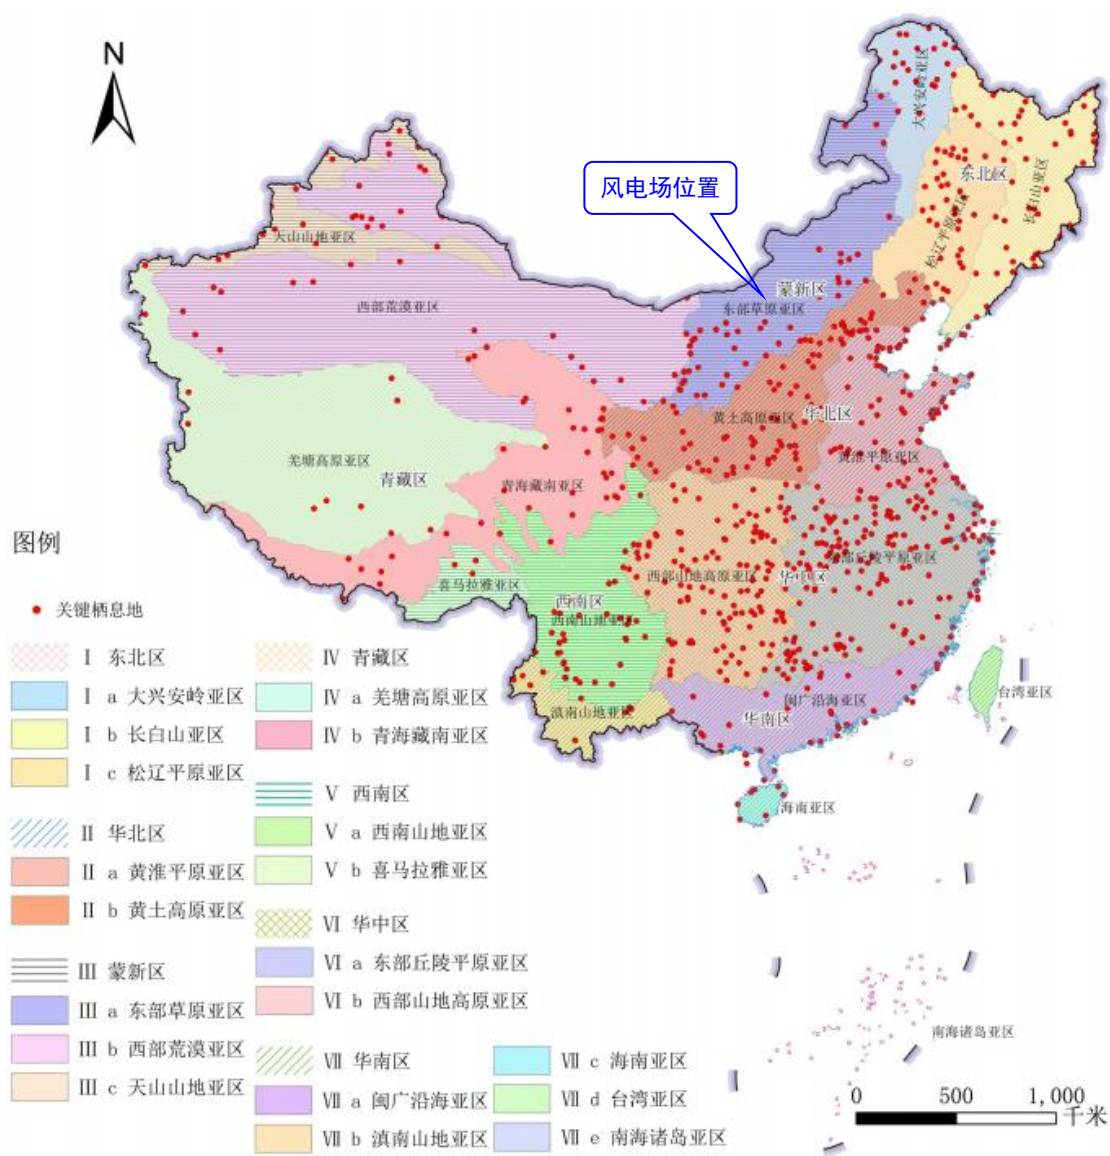 N
大兴安岭亚区
东北区
长白山亚区
松辽平原亚区
风电场位置
天山山地亚区
蒙新区
西部荒漠亚区
东部草原亚区
黄土高原亚区
华北区
黄淮平原亚区
羌塘高原亚区
青藏区
青海藏南亚区
东部丘陵平原亚区
西部山地高原亚区
华中区
喜马拉雅亚区
西南区
西南山地亚区
滇南山地亚区
闽广沿海亚区
华南区
台湾亚区
海南亚区
南海诸岛亚区
图例
关键栖息地
Ⅰ 东北区
Ⅰ a 大兴安岭亚区
Ⅰ b 长白山亚区
Ⅰ c 松辽平原亚区
Ⅱ 华北区
Ⅱ a 黄淮平原亚区
Ⅱ b 黄土高原亚区
Ⅲ 蒙新区
Ⅲ a 东部草原亚区
Ⅲ b 西部荒漠亚区
Ⅲ c 天山山地亚区
Ⅳ 青藏区
Ⅳ a 羌塘高原亚区
Ⅳ b 青海藏南亚区
Ⅴ 西南区
Ⅴ a 西南山地亚区
Ⅴ b 喜马拉雅亚区
Ⅵ 华中区
Ⅵ a 东部丘陵平原亚区
Ⅵ b 西部山地高原亚区
Ⅶ 华南区
Ⅶ a 闽广沿海亚区
Ⅶ b 滇南山地亚区
Ⅶ c 海南亚区
Ⅶ d 台湾亚区
Ⅶ e 南海诸岛亚区
0 500 1,000
千米